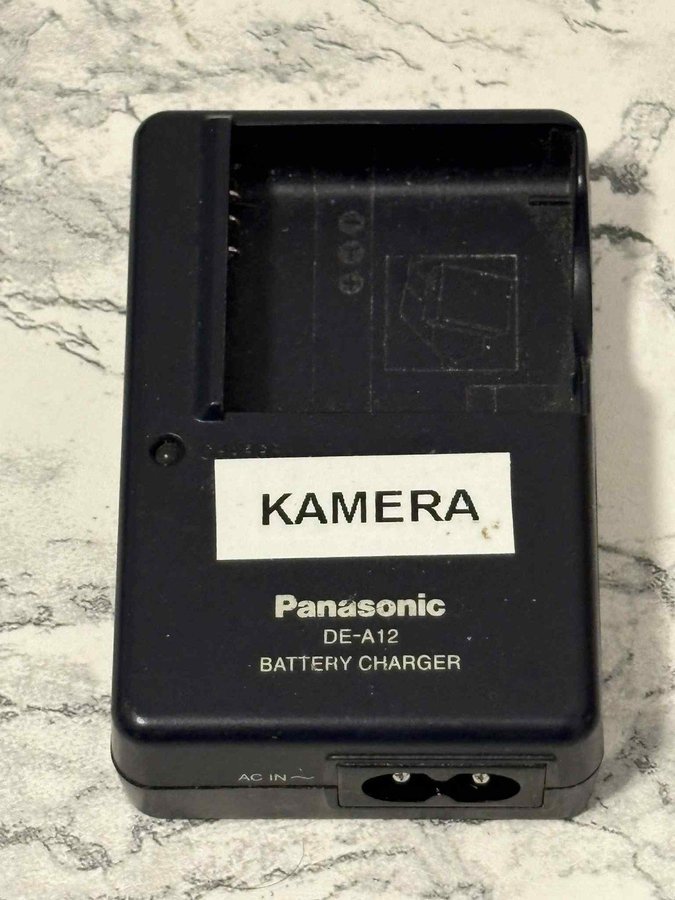 KAMERA
Panasonic
DE-A12
BATTERY CHARGER
AC IN